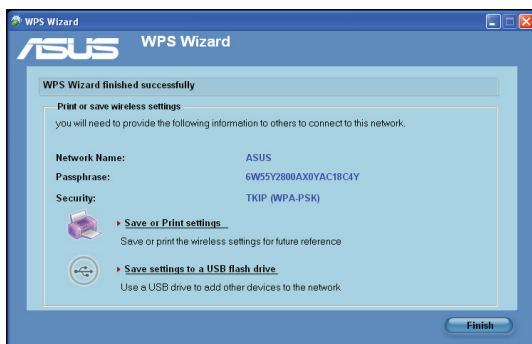 WPS Wizard
ASUS WPS Wizard
WPS Wizard finished successfully
Print or save wireless settings
you will need to provide the following information to others to connect to this network.
Network Name: ASUS
Passphrase: 6W55Y2800AX0YAC18C4Y
Security: TKIP (WPA-PSK)
Save or Print settings
Save or print the wireless settings for future reference
Save settings to a USB flash drive
Use a USB drive to add other devices to the network
Finish